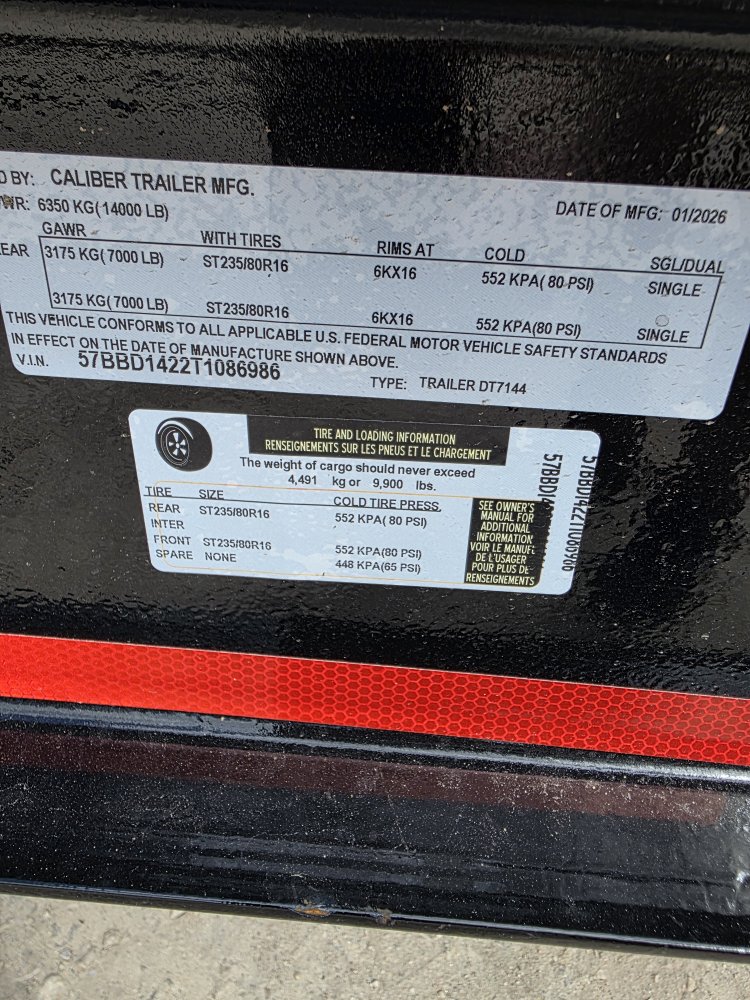 D BY: CALIBER TRAILER MFG.
WR: 6350 KG(14000 LB) DATE OF MFG: 01/2026
GAWR WITH TIRES RIMS AT COLD SGL/DUAL
EAR 3175 KG(7000 LB) ST235/80R16 6KX16 552 KPA( 80 PSI) SINGLE
3175 KG(7000 LB) ST235/80R16 6KX16 552 KPA(80 PSI) SINGLE
THIS VEHICLE CONFORMS TO ALL APPLICABLE U.S. FEDERAL MOTOR VEHICLE SAFETY STANDARDS
IN EFFECT ON THE DATE OF MANUFACTURE SHOWN ABOVE.
V.I.N. 57BBD1422T1086986 TYPE: TRAILER DT7144
TIRE AND LOADING INFORMATION
RENSEIGNEMENTS SUR LES PNEUS ET LE CHARGEMENT
The weight of cargo should never exceed
4,491 kg or 9,900 lbs.
TIRE SIZE COLD TIRE PRESS.
REAR ST235/80R16 552 KPA( 80 PSI)
INTER
FRONT ST235/80R16 552 KPA(80 PSI)
SPARE NONE 448 KPA(65 PSI)
SEE OWNER'S
MANUAL FOR
ADDITIONAL
INFORMATION
VOIR LE MANUEL
DE L'USAGER
POUR PLUS DE
RENSEIGNEMENTS
57BBD1422T1086986